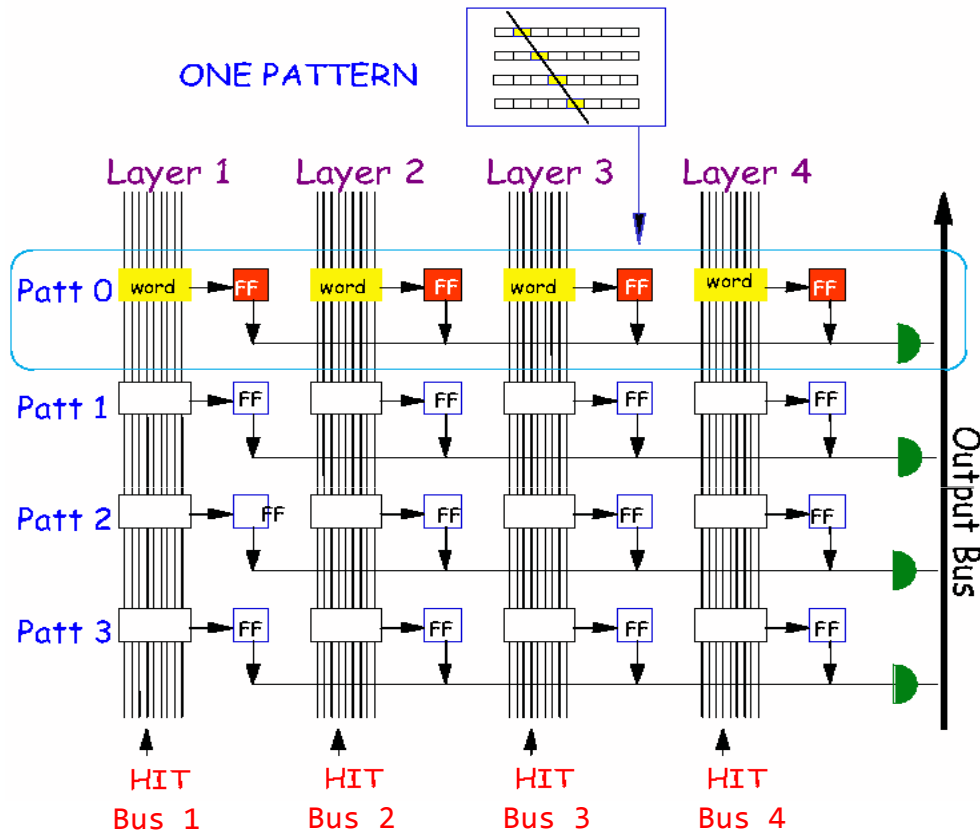 ONE PATTERN
Layer 1 Layer 2 Layer 3 Layer 4
Patt 0 word FF word FF word FF word FF
Patt 1 FF FF FF FF
Patt 2 FF FF FF FF
Patt 3 FF FF FF FF
Output Bus
HIT HIT HIT HIT
Bus 1 Bus 2 Bus 3 Bus 4